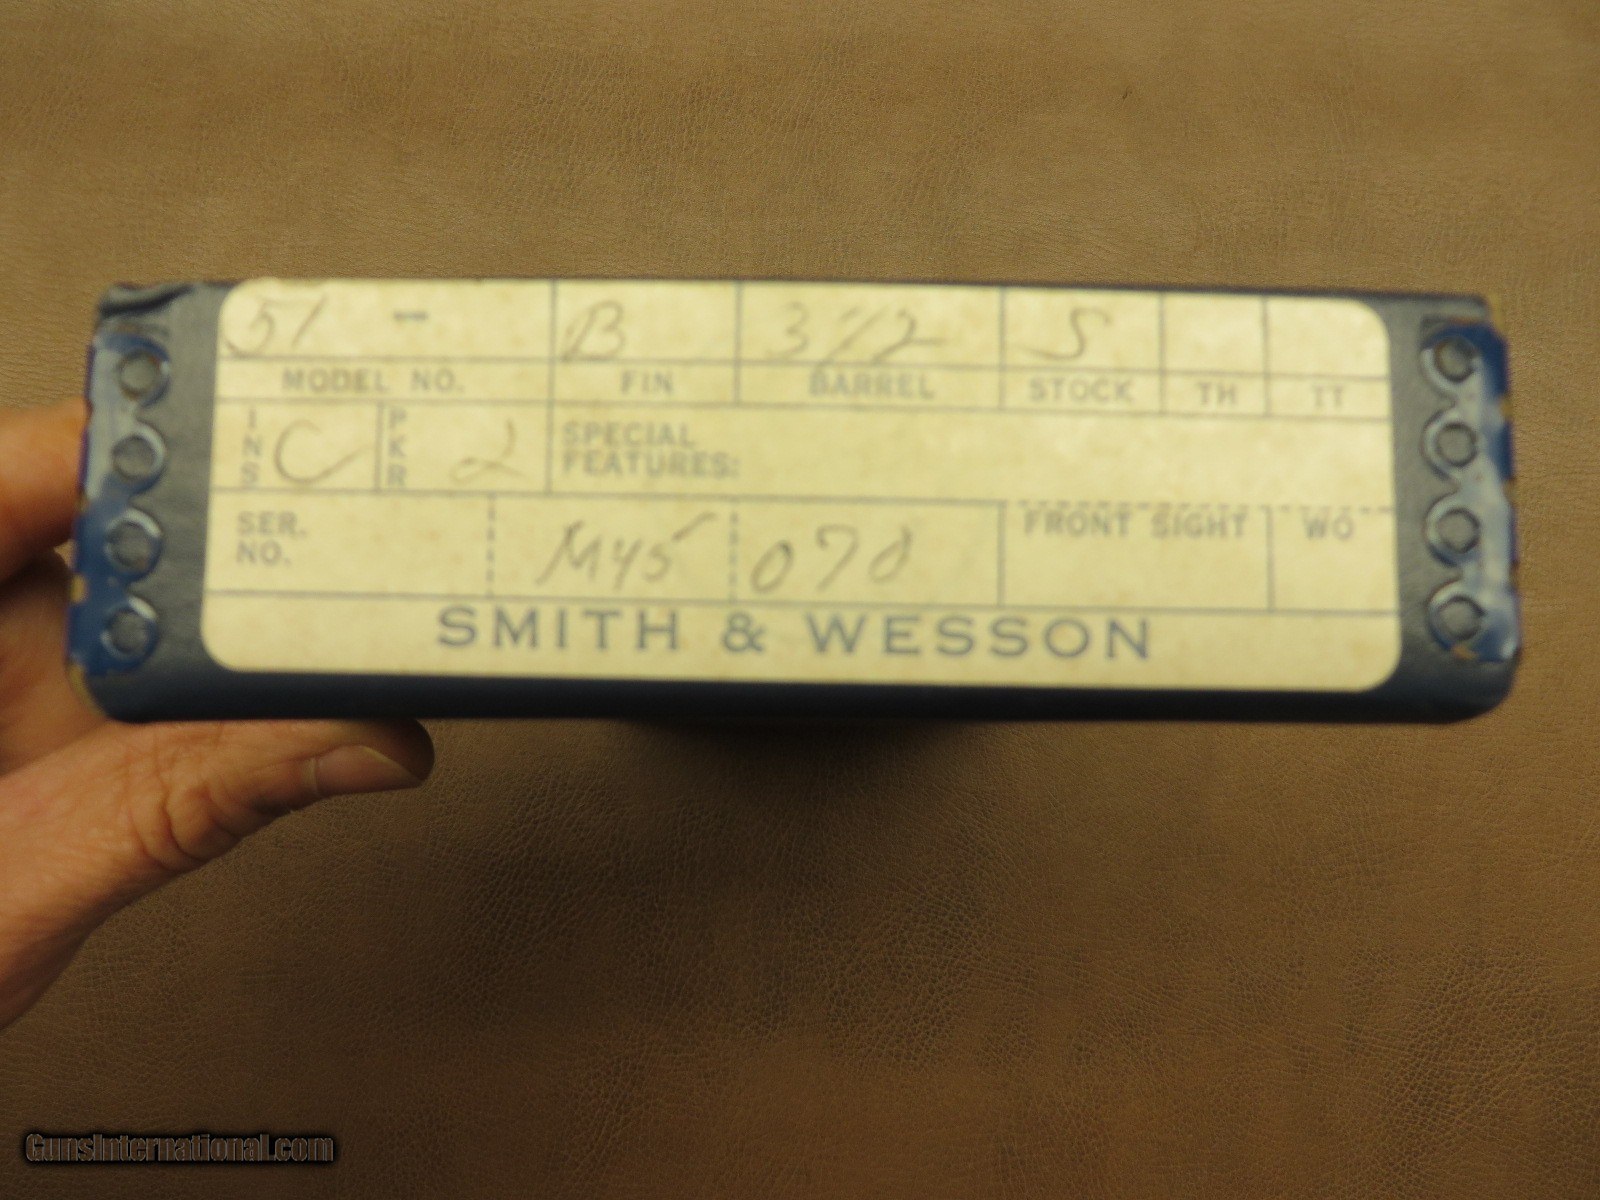 51 - B 3 1/2 S
MODEL NO. FIN BARREL STOCK TH TT
INS C PKR 2 SPECIAL
FEATURES:
SER. M45 070 FRONT SIGHT WO
NO.
SMITH & WESSON
GunsInternational.com